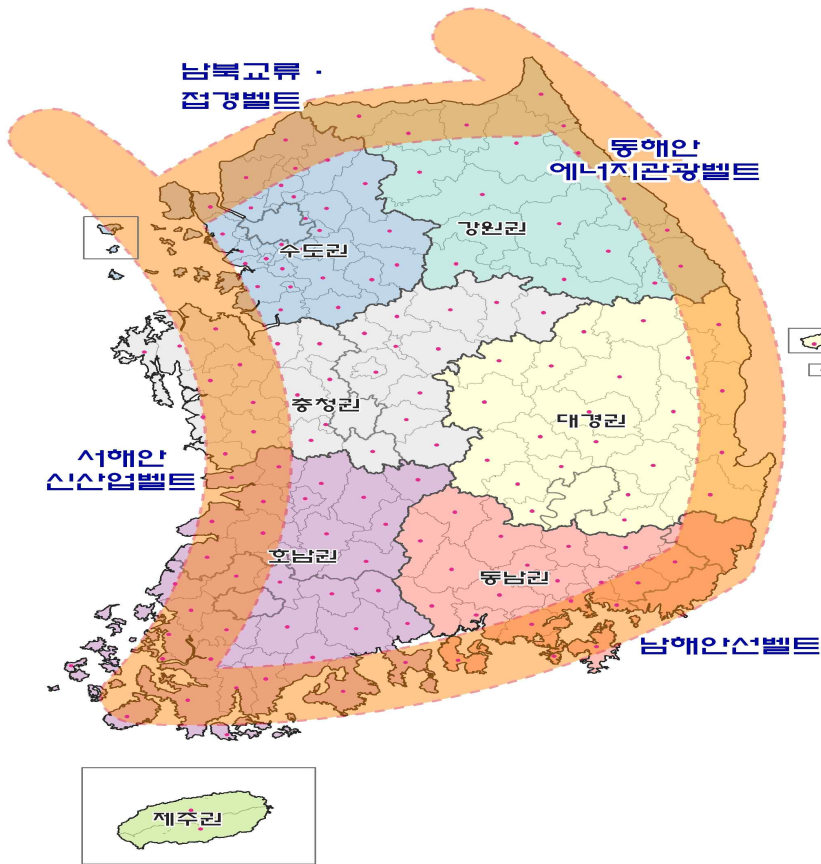 남북교류 ·
접경벨트
동해안
에너지관광벨트
강원권
수도권
충청권
대경권
서해안
신산업벨트
호남권
동남권
남해안선벨트
제주권